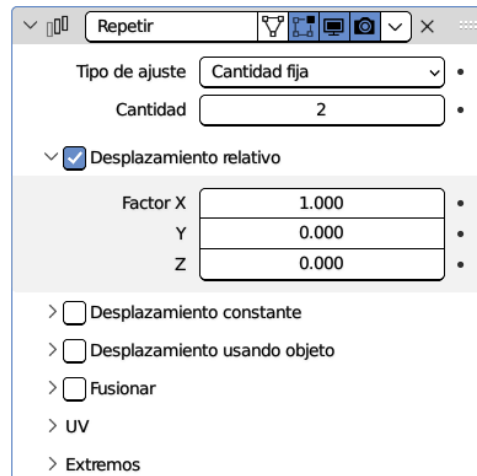 Repetir
Tipo de ajuste Cantidad fija
Cantidad 2
Desplazamiento relativo
Factor X 1.000
Y 0.000
Z 0.000
Desplazamiento constante
Desplazamiento usando objeto
Fusionar
UV
Extremos